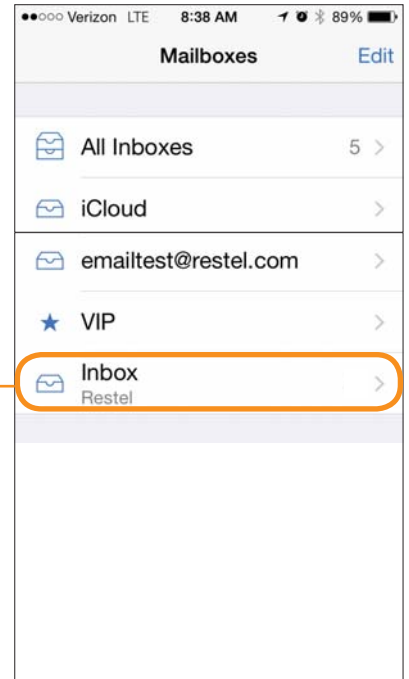 Verizon LTE 8:38 AM 89%
Mailboxes Edit
All Inboxes 5
iCloud
emailtest@restel.com
VIP
Inbox
Restel